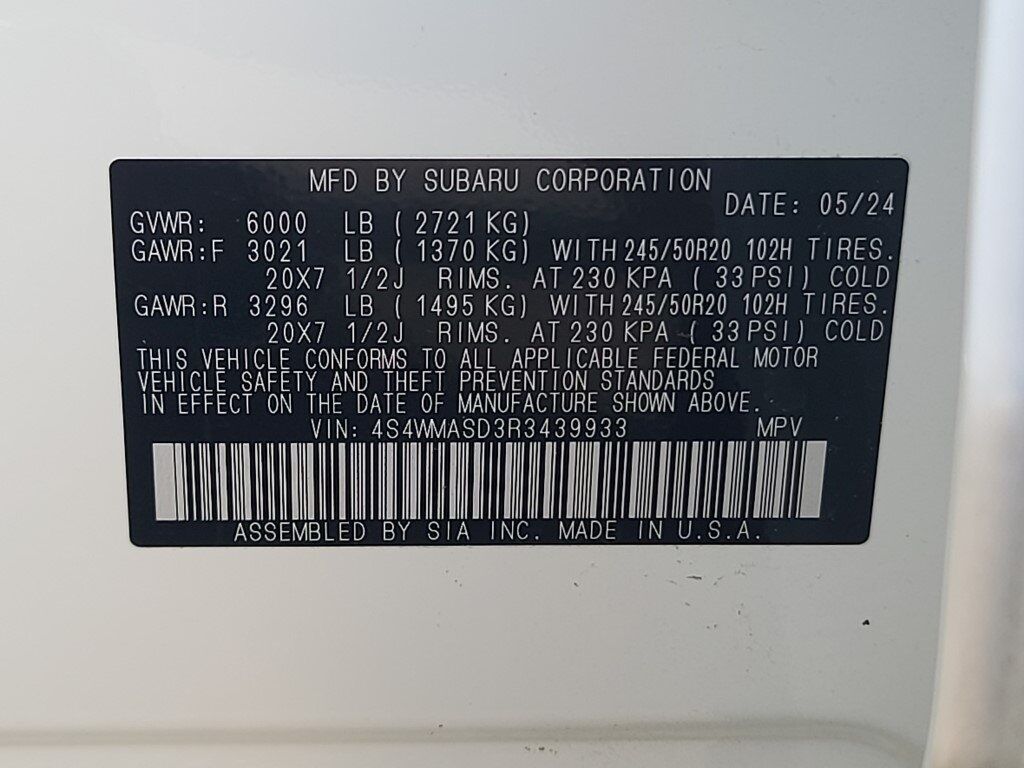 MFD BY SUBARU CORPORATION
DATE: 05/24
GVWR: 6000 LB ( 2721 KG)
GAWR:F 3021 LB ( 1370 KG) WITH 245/50R20 102H TIRES.
20X7 1/2J RIMS. AT 230 KPA ( 33 PSI) COLD
GAWR:R 3296 LB ( 1495 KG) WITH 245/50R20 102H TIRES.
20X7 1/2J RIMS. AT 230 KPA ( 33 PSI) COLD
THIS VEHICLE CONFORMS TO ALL APPLICABLE FEDERAL MOTOR
VEHICLE SAFETY AND THEFT PREVENTION STANDARDS
IN EFFECT ON THE DATE OF MANUFACTURE SHOWN ABOVE.
VIN: 4S4WMASD3R3439933 MPV
ASSEMBLED BY SIA INC. MADE IN U.S.A.